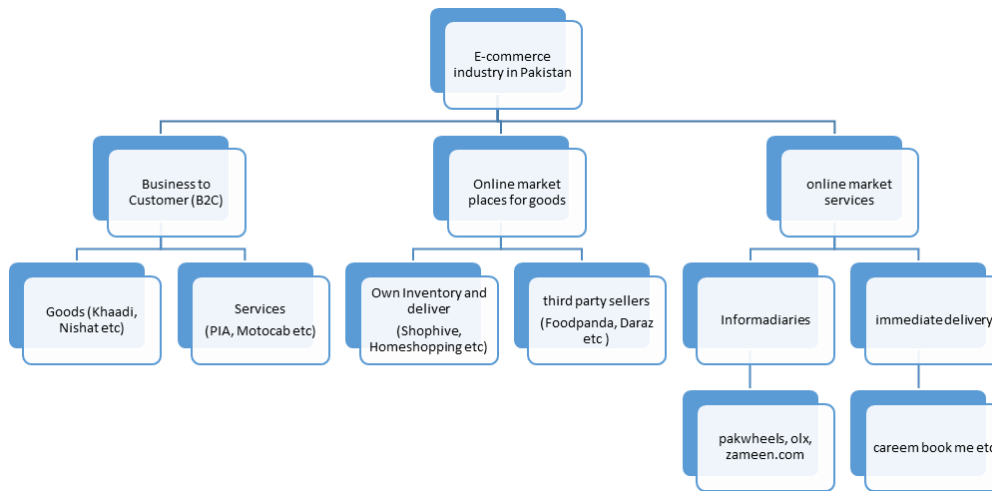 E-commerce
industry in Pakistan
Business to
Customer (B2C)
Online market
places for goods
online market
services
Goods (Khaadi,
Nishat etc)
Services
(PIA, Motocab etc)
Own Inventory and
deliver
(Shophive,
Homeshopping etc)
third party sellers
(Foodpanda, Daraz
etc )
Informadiaries
immediate delivery
pakwheels, olx,
zameen.com
careem book me etc